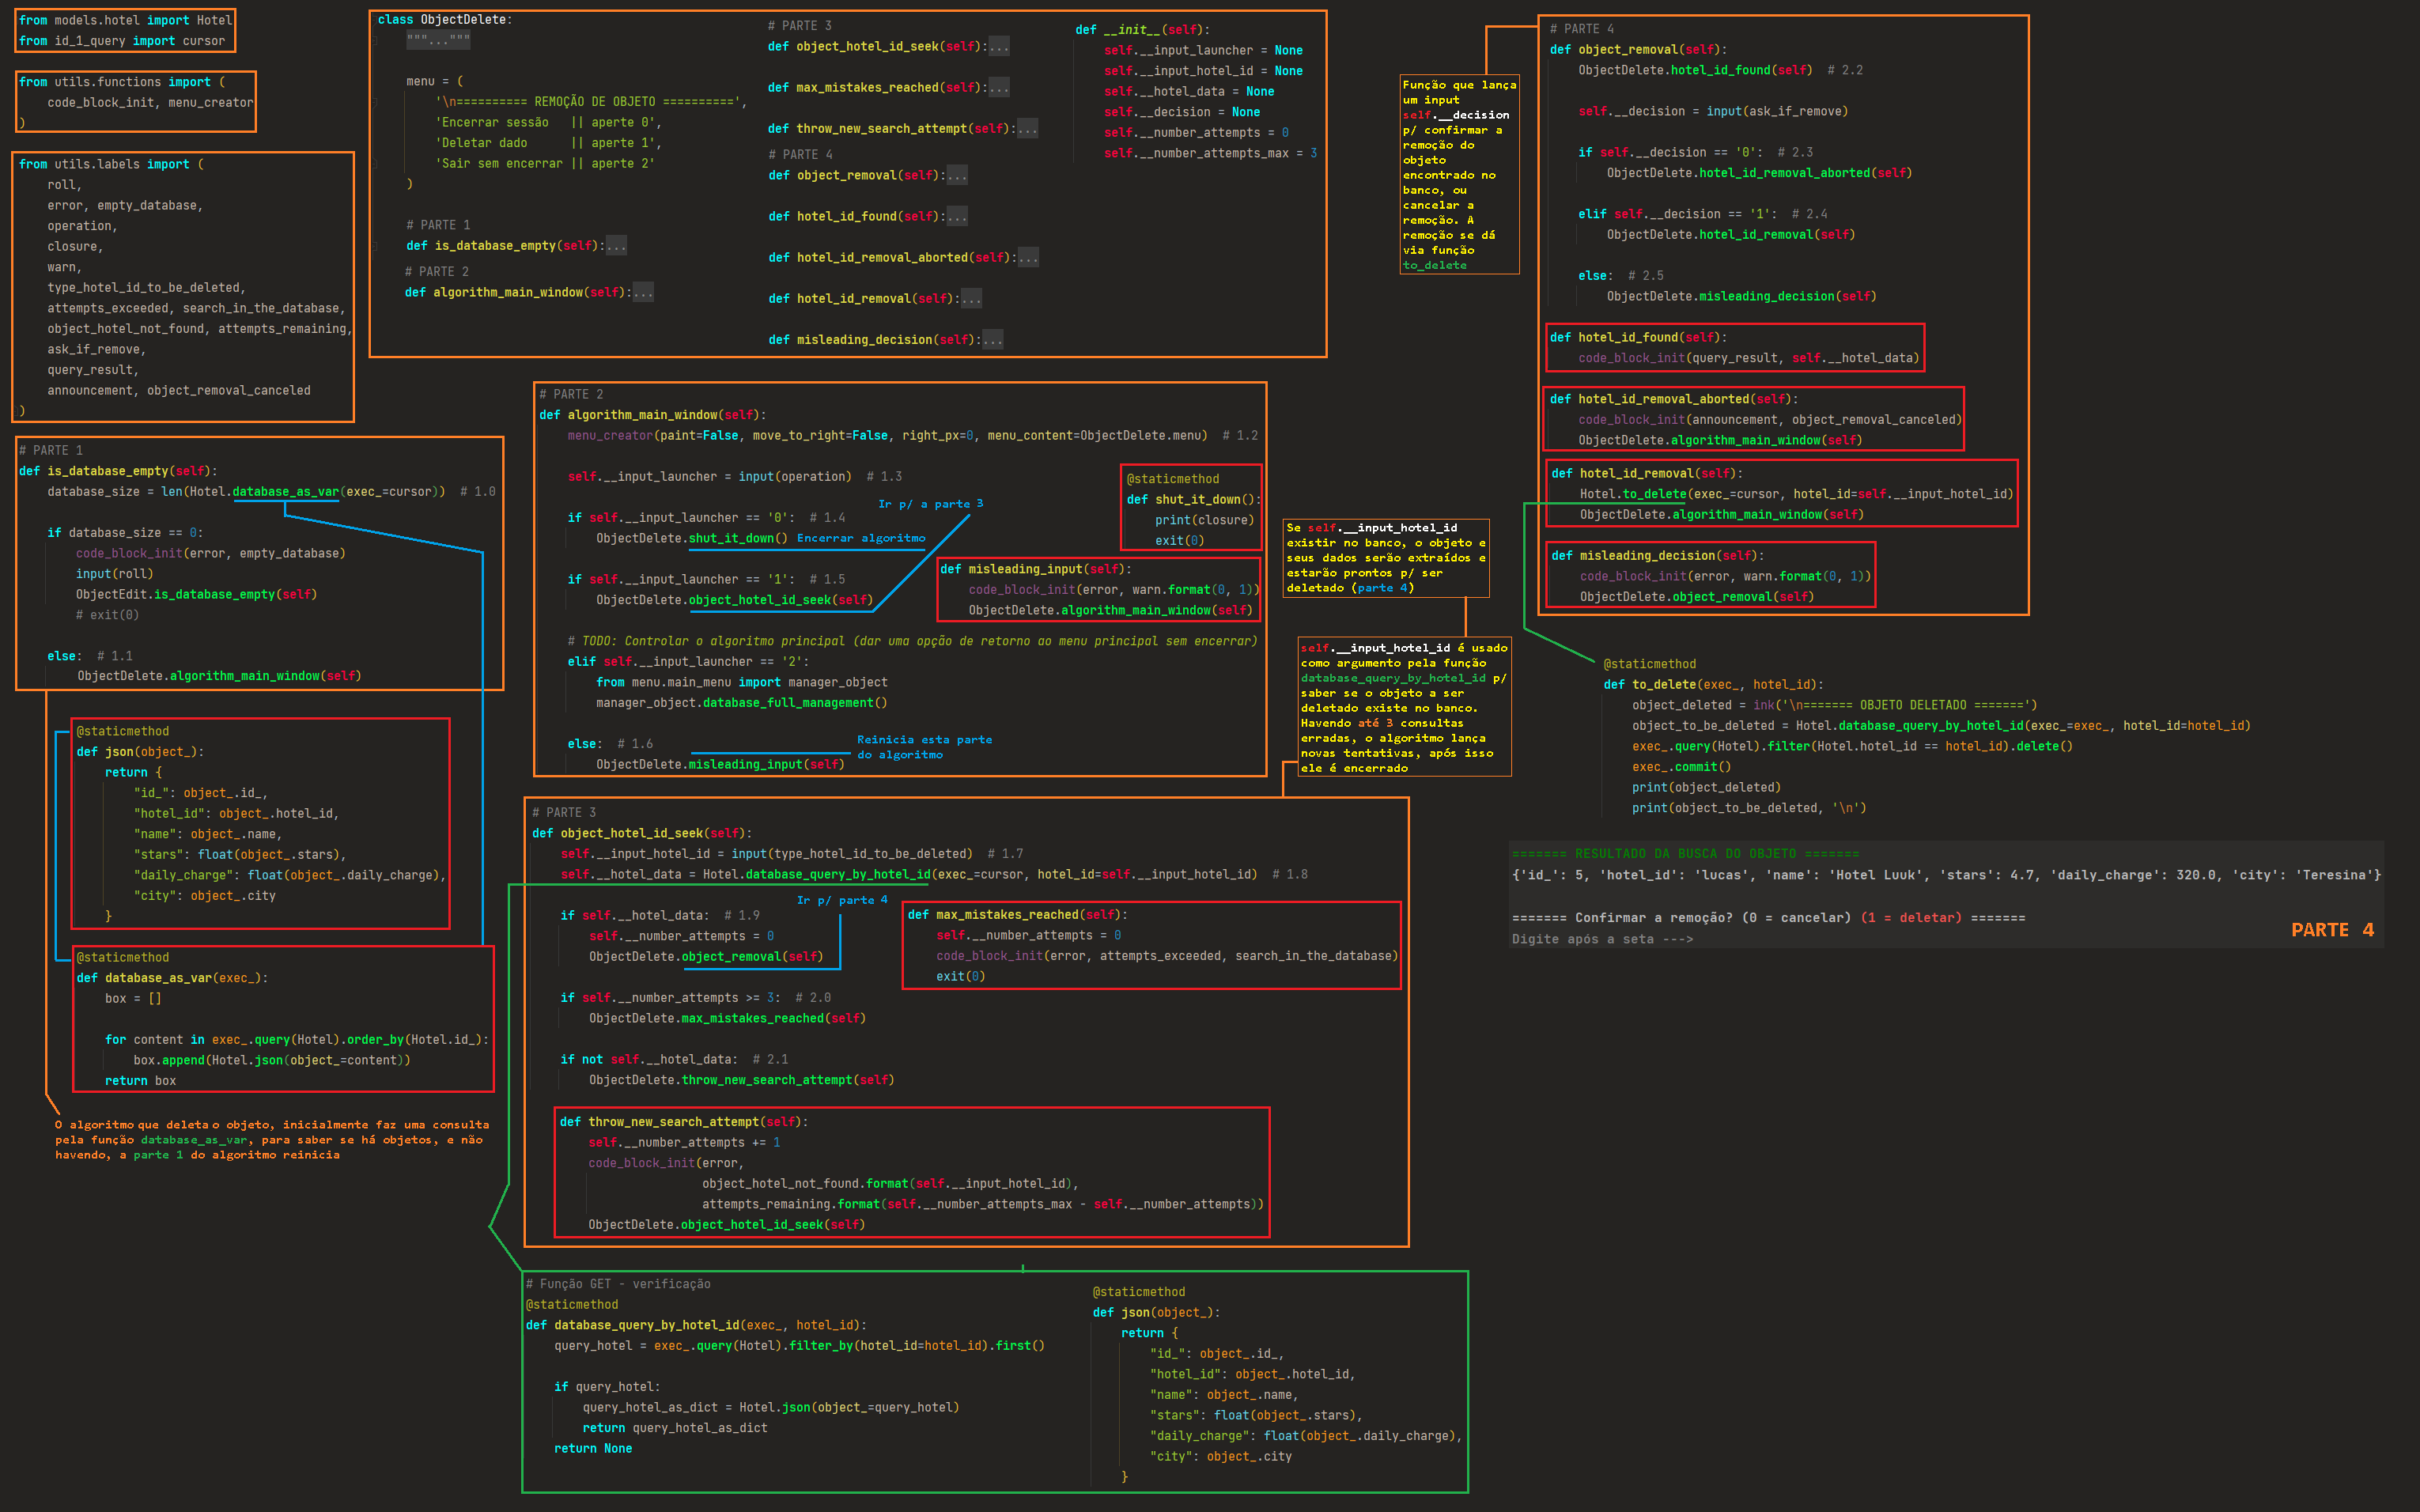 from models.hotel import Hotel
from id_1_query import cursor
from utils.functions import (
code_block_init, menu_creator
)
from utils.labels import (
roll,
error, empty_database,
operation,
closure,
warn,
type_hotel_id_to_be_deleted,
attempts_exceeded, search_in_the_database,
object_hotel_not_found, attempts_remaining,
ask_if_remove,
query_result,
announcement, object_removal_canceled
)
class ObjectDelete:
"""..."""
menu = (
'\n========== REMOÇÃO DE OBJETO ==========',
'Encerrar sessão   || aperte 0',
'Deletar dado      || aperte 1',
'Sair sem encerrar || aperte 2'
)
# PARTE 1
def is_database_empty(self):...
# PARTE 2
def algorithm_main_window(self):...
# PARTE 3
def object_hotel_id_seek(self):...
def max_mistakes_reached(self):...
def throw_new_search_attempt(self):...
# PARTE 4
def object_removal(self):...
def hotel_id_found(self):...
def hotel_id_removal_aborted(self):...
def hotel_id_removal(self):...
def misleading_decision(self):...
def __init__(self):
self.__input_launcher = None
self.__input_hotel_id = None
self.__hotel_data = None
self.__decision = None
self.__number_attempts = 0
self.__number_attempts_max = 3
# PARTE 1
def is_database_empty(self):
database_size = len(Hotel.database_as_var(exec_=cursor))  # 1.0
if database_size == 0:
code_block_init(error, empty_database)
input(roll)
ObjectEdit.is_database_empty(self)
# exit(0)
else:  # 1.1
ObjectDelete.algorithm_main_window(self)
@staticmethod
def json(object_):
return {
"id_": object_.id_,
"hotel_id": object_.hotel_id,
"name": object_.name,
"stars": float(object_.stars),
"daily_charge": float(object_.daily_charge),
"city": object_.city
}
@staticmethod
def database_as_var(exec_):
box = []
for content in exec_.query(Hotel).order_by(Hotel.id_):
box.append(Hotel.json(object_=content))
return box
O algoritmo que deleta o objeto, inicialmente faz uma consulta
pela função database_as_var, para saber se há objetos, e não
havendo, a parte 1 do algoritmo reinicia
# PARTE 2
def algorithm_main_window(self):
menu_creator(paint=False, move_to_right=False, right_px=0, menu_content=ObjectDelete.menu)  # 1.2
self.__input_launcher = input(operation)  # 1.3
Ir p/ a parte 3
if self.__input_launcher == '0':  # 1.4
ObjectDelete.shut_it_down() Encerrar algoritmo
if self.__input_launcher == '1':  # 1.5
ObjectDelete.object_hotel_id_seek(self)
# TODO: Controlar o algoritmo principal (dar uma opção de retorno ao menu principal sem encerrar)
elif self.__input_launcher == '2':
from menu.main_menu import manager_object
manager_object.database_full_management()
else:  # 1.6
ObjectDelete.misleading_input(self)
Reinicia esta parte
do algoritmo
@staticmethod
def shut_it_down():
print(closure)
exit(0)
def misleading_input(self):
code_block_init(error, warn.format(0, 1))
ObjectDelete.algorithm_main_window(self)
Se self.__input_hotel_id
existir no banco, o objeto e
seus dados serão extraídos e
estarão prontos p/ ser
deletado (parte 4)
self.__input_hotel_id é usado
como argumento pela função
database_query_by_hotel_id p/
saber se o objeto a ser
deletado existe no banco.
Havendo até 3 consultas
erradas, o algoritmo lança
novas tentativas, após isso
ele é encerrado
# PARTE 3
def object_hotel_id_seek(self):
self.__input_hotel_id = input(type_hotel_id_to_be_deleted)  # 1.7
self.__hotel_data = Hotel.database_query_by_hotel_id(exec_=cursor, hotel_id=self.__input_hotel_id)  # 1.8
Ir p/ parte 4
if self.__hotel_data:  # 1.9
self.__number_attempts = 0
ObjectDelete.object_removal(self)
if self.__number_attempts >= 3:  # 2.0
ObjectDelete.max_mistakes_reached(self)
if not self.__hotel_data:  # 2.1
ObjectDelete.throw_new_search_attempt(self)
def max_mistakes_reached(self):
self.__number_attempts = 0
code_block_init(error, attempts_exceeded, search_in_the_database)
exit(0)
def throw_new_search_attempt(self):
self.__number_attempts += 1
code_block_init(error,
object_hotel_not_found.format(self.__input_hotel_id),
attempts_remaining.format(self.__number_attempts_max - self.__number_attempts))
ObjectDelete.object_hotel_id_seek(self)
# Função GET - verificação
@staticmethod
def database_query_by_hotel_id(exec_, hotel_id):
query_hotel = exec_.query(Hotel).filter_by(hotel_id=hotel_id).first()
if query_hotel:
query_hotel_as_dict = Hotel.json(object_=query_hotel)
return query_hotel_as_dict
return None
@staticmethod
def json(object_):
return {
"id_": object_.id_,
"hotel_id": object_.hotel_id,
"name": object_.name,
"stars": float(object_.stars),
"daily_charge": float(object_.daily_charge),
"city": object_.city
}
Função que lança
um input
self.__decision
p/ confirmar a
remoção do
objeto
encontrado no
banco, ou
cancelar a
remoção. A
remoção se dá
via função
to_delete
# PARTE 4
def object_removal(self):
ObjectDelete.hotel_id_found(self)  # 2.2
self.__decision = input(ask_if_remove)
if self.__decision == '0':  # 2.3
ObjectDelete.hotel_id_removal_aborted(self)
elif self.__decision == '1':  # 2.4
ObjectDelete.hotel_id_removal(self)
else:  # 2.5
ObjectDelete.misleading_decision(self)
def hotel_id_found(self):
code_block_init(query_result, self.__hotel_data)
def hotel_id_removal_aborted(self):
code_block_init(announcement, object_removal_canceled)
ObjectDelete.algorithm_main_window(self)
def hotel_id_removal(self):
Hotel.to_delete(exec_=cursor, hotel_id=self.__input_hotel_id)
ObjectDelete.algorithm_main_window(self)
def misleading_decision(self):
code_block_init(error, warn.format(0, 1))
ObjectDelete.object_removal(self)
@staticmethod
def to_delete(exec_, hotel_id):
object_deleted = ink('\n======= OBJETO DELETADO =======')
object_to_be_deleted = Hotel.database_query_by_hotel_id(exec_=exec_, hotel_id=hotel_id)
exec_.query(Hotel).filter(Hotel.hotel_id == hotel_id).delete()
exec_.commit()
print(object_deleted)
print(object_to_be_deleted, '\n')
======= RESULTADO DA BUSCA DO OBJETO =======
{'id_': 5, 'hotel_id': 'lucas', 'name': 'Hotel Luuk', 'stars': 4.7, 'daily_charge': 320.0, 'city': 'Teresina'}
======= Confirmar a remoção? (0 = cancelar) (1 = deletar) =======
Digite após a seta --->
PARTE 4